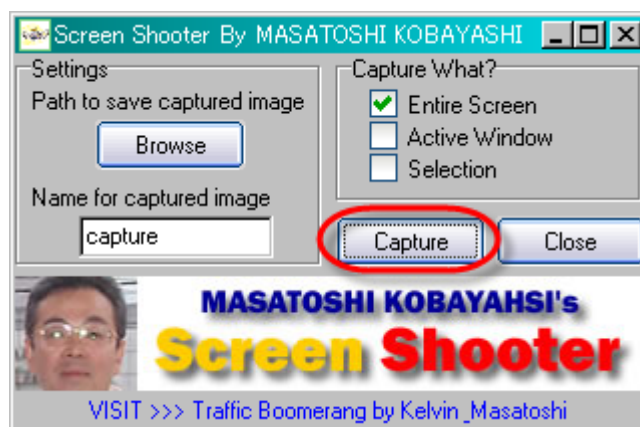 Screen Shooter By MASATOSHI KOBAYASHI
Settings
Path to save captured image
Browse
Name for captured image
capture
Capture What?
Entire Screen
Active Window
Selection
Capture
Close
MASATOSHI KOBAYAHSI's
Screen Shooter
VISIT >>> Traffic Boomerang by Kelvin_Masatoshi